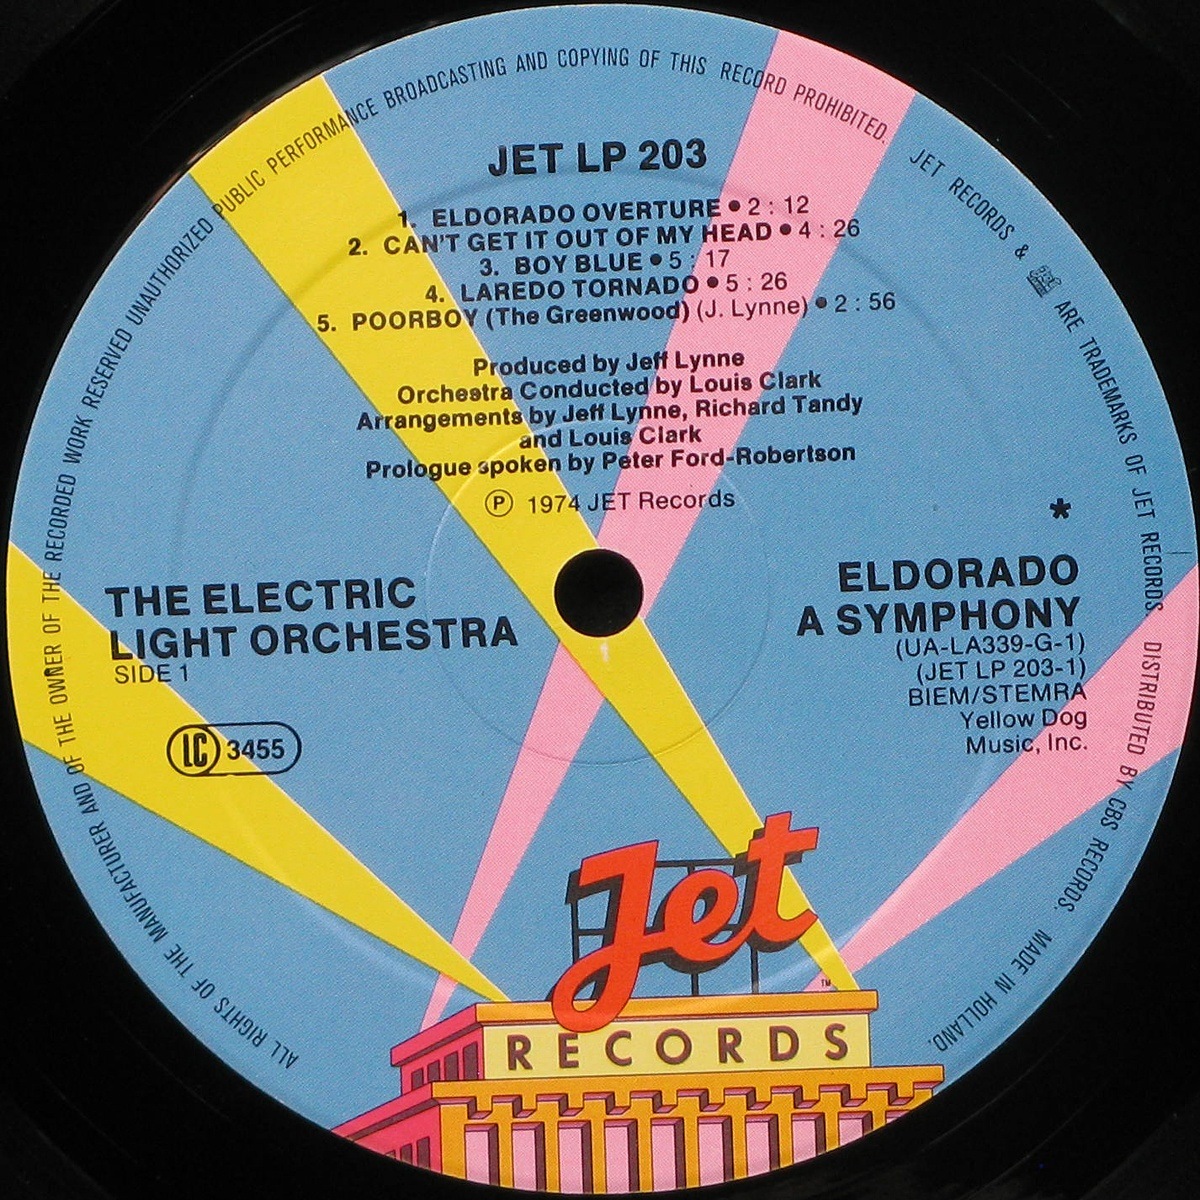 JET LP 203
1. ELDORADO OVERTURE • 2 : 12
2. CAN'T GET IT OUT OF MY HEAD • 4 : 26
3. BOY BLUE • 5 : 17
4. LAREDO TORNADO • 5 : 26
5. POORBOY (The Greenwood) (J. Lynne) • 2 : 56
Produced by Jeff Lynne
Orchestra Conducted by Louis Clark
Arrangements by Jeff Lynne, Richard Tandy
and Louis Clark
Prologue spoken by Peter Ford-Robertson
Ⓟ 1974 JET Records
THE ELECTRIC
LIGHT ORCHESTRA
SIDE 1
LC 3455
*
ELDORADO
A SYMPHONY
(UA-LA339-G-1)
(JET LP 203-1)
BIEM/STEMRA
Yellow Dog
Music, Inc.
Jet
TM
RECORDS
ALL RIGHTS OF THE MANUFACTURER AND OF THE OWNER OF THE RECORDED WORK RESERVED UNAUTHORIZED PUBLIC PERFORMANCE BROADCASTING AND COPYING OF THIS RECORD PROHIBITED. JET RECORDS & ARE TRADEMARKS OF JET RECORDS DISTRIBUTED BY CBS RECORDS. MADE IN HOLLAND.